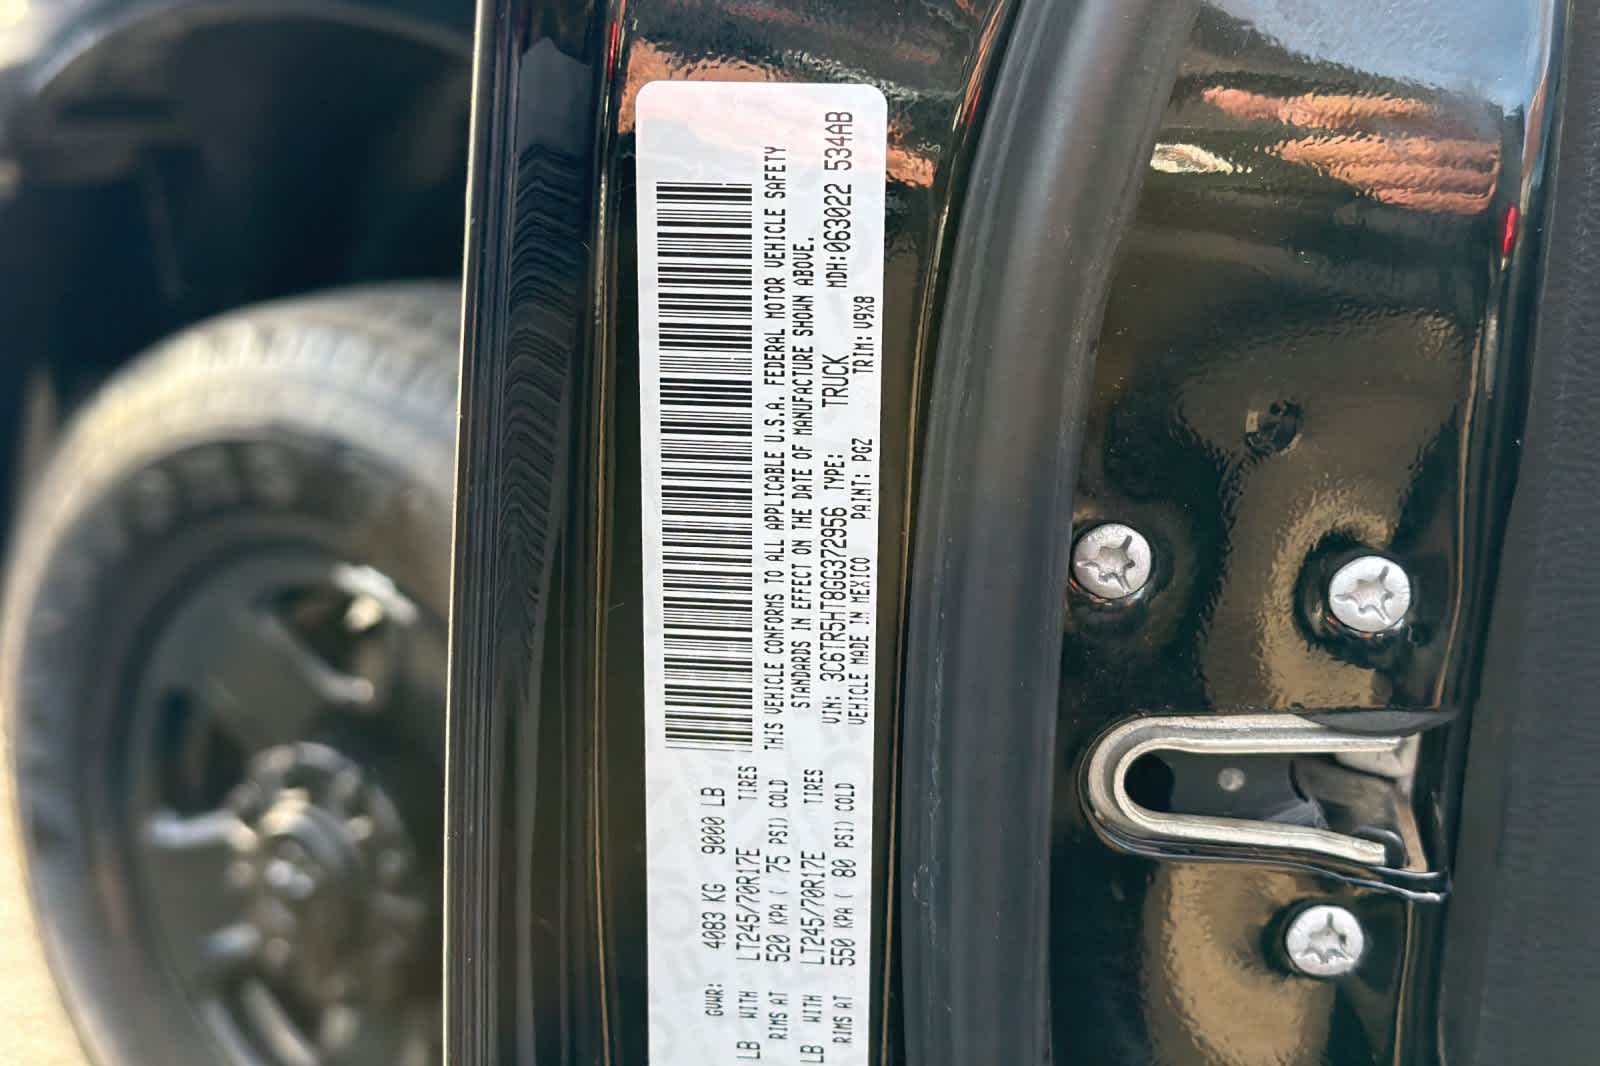 GVWR: 4083 KG 9000 LB
LB WITH LT245/70R17E TIRES
RIMS AT 520 KPA ( 75 PSI) COLD
LB WITH LT245/70R17E TIRES
RIMS AT 550 KPA ( 80 PSI) COLD
THIS VEHICLE CONFORMS TO ALL APPLICABLE U.S.A. FEDERAL MOTOR VEHICLE SAFETY
STANDARDS IN EFFECT ON THE DATE OF MANUFACTURE SHOWN ABOVE.
VIN: 3C6TR5HT8GG372956 TYPE: TRUCK MDH:063022 534AB
VEHICLE MADE IN MEXICO PAINT: PGZ TRIM: V9X8